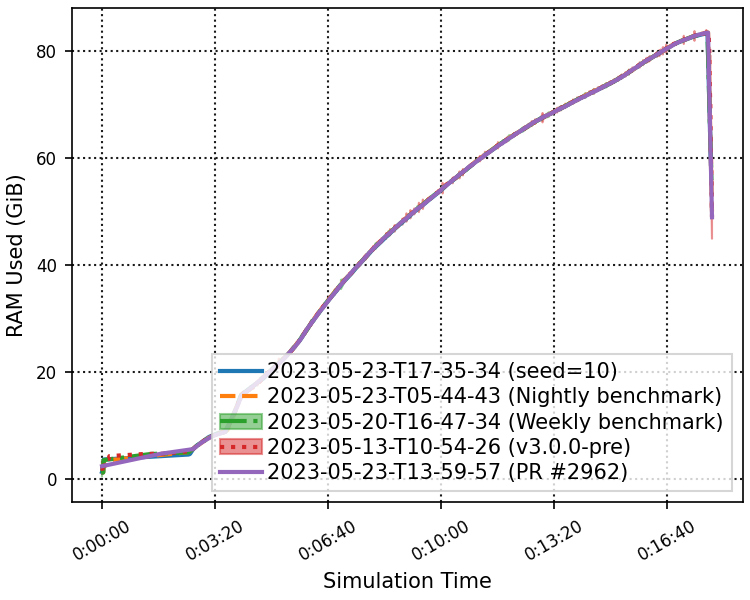 80
60
40
20
0
RAM Used (GiB)
2023-05-23-T17-35-34 (seed=10)
2023-05-23-T05-44-43 (Nightly benchmark)
2023-05-20-T16-47-34 (Weekly benchmark)
2023-05-13-T10-54-26 (v3.0.0-pre)
2023-05-23-T13-59-57 (PR #2962)
0:00:00 0:03:20 0:06:40 0:10:00 0:13:20 0:16:40
Simulation Time